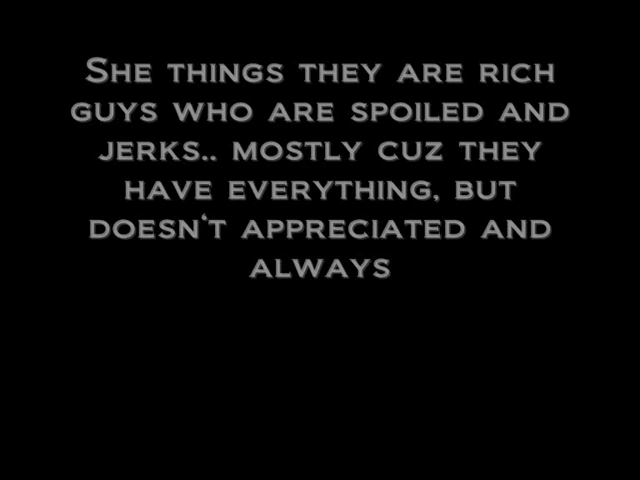 She things they are rich
guys who are spoiled and
jerks.. mostly cuz they
have everything, but
doesn't appreciated and
always